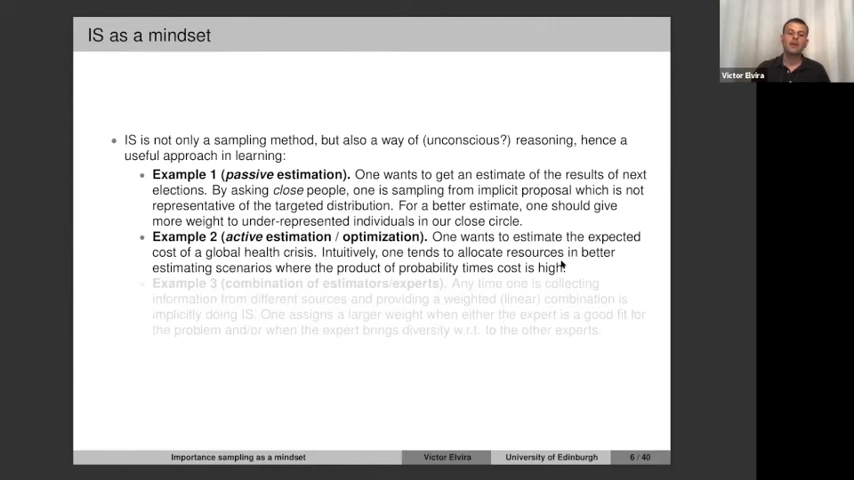 IS as a mindset
Víctor Elvira
IS is not only a sampling method, but also a way of (unconscious?) reasoning, hence a
useful approach in learning:
Example 1 (passive estimation). One wants to get an estimate of the results of next
elections. By asking close people, one is sampling from implicit proposal which is not
representative of the targeted distribution. For a better estimate, one should give
more weight to under-represented individuals in our close circle.
Example 2 (active estimation / optimization). One wants to estimate the expected
cost of a global health crisis. Intuitively, one tends to allocate resources in better
estimating scenarios where the product of probability times cost is high.
Example 3 (combination of estimators/experts). Any time one is collecting
information from different sources and providing a weighted (linear) combination is
implicitly doing IS. One assigns a larger weight when either the expert is a good fit for
the problem and/or when the expert brings diversity w.r.t. to the other experts.
Importance sampling as a mindset Víctor Elvira University of Edinburgh 6 / 40